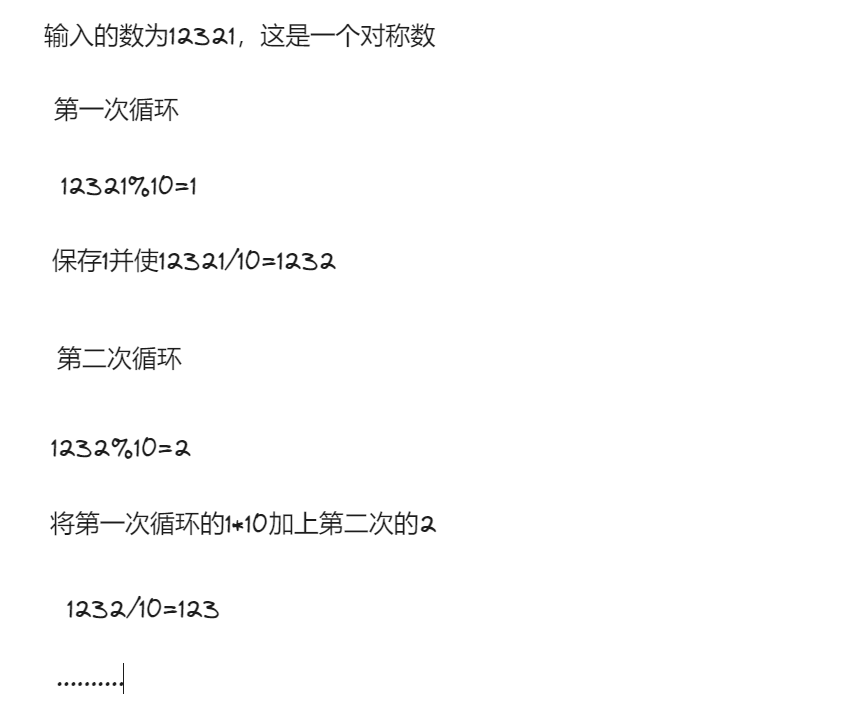 输入的数为12321，这是一个对称数
第一次循环
12321%10=1
保存1并使12321/10=1232
第二次循环
1232%10=2
将第一次循环的1*10加上第二次的2
1232/10=123
..........